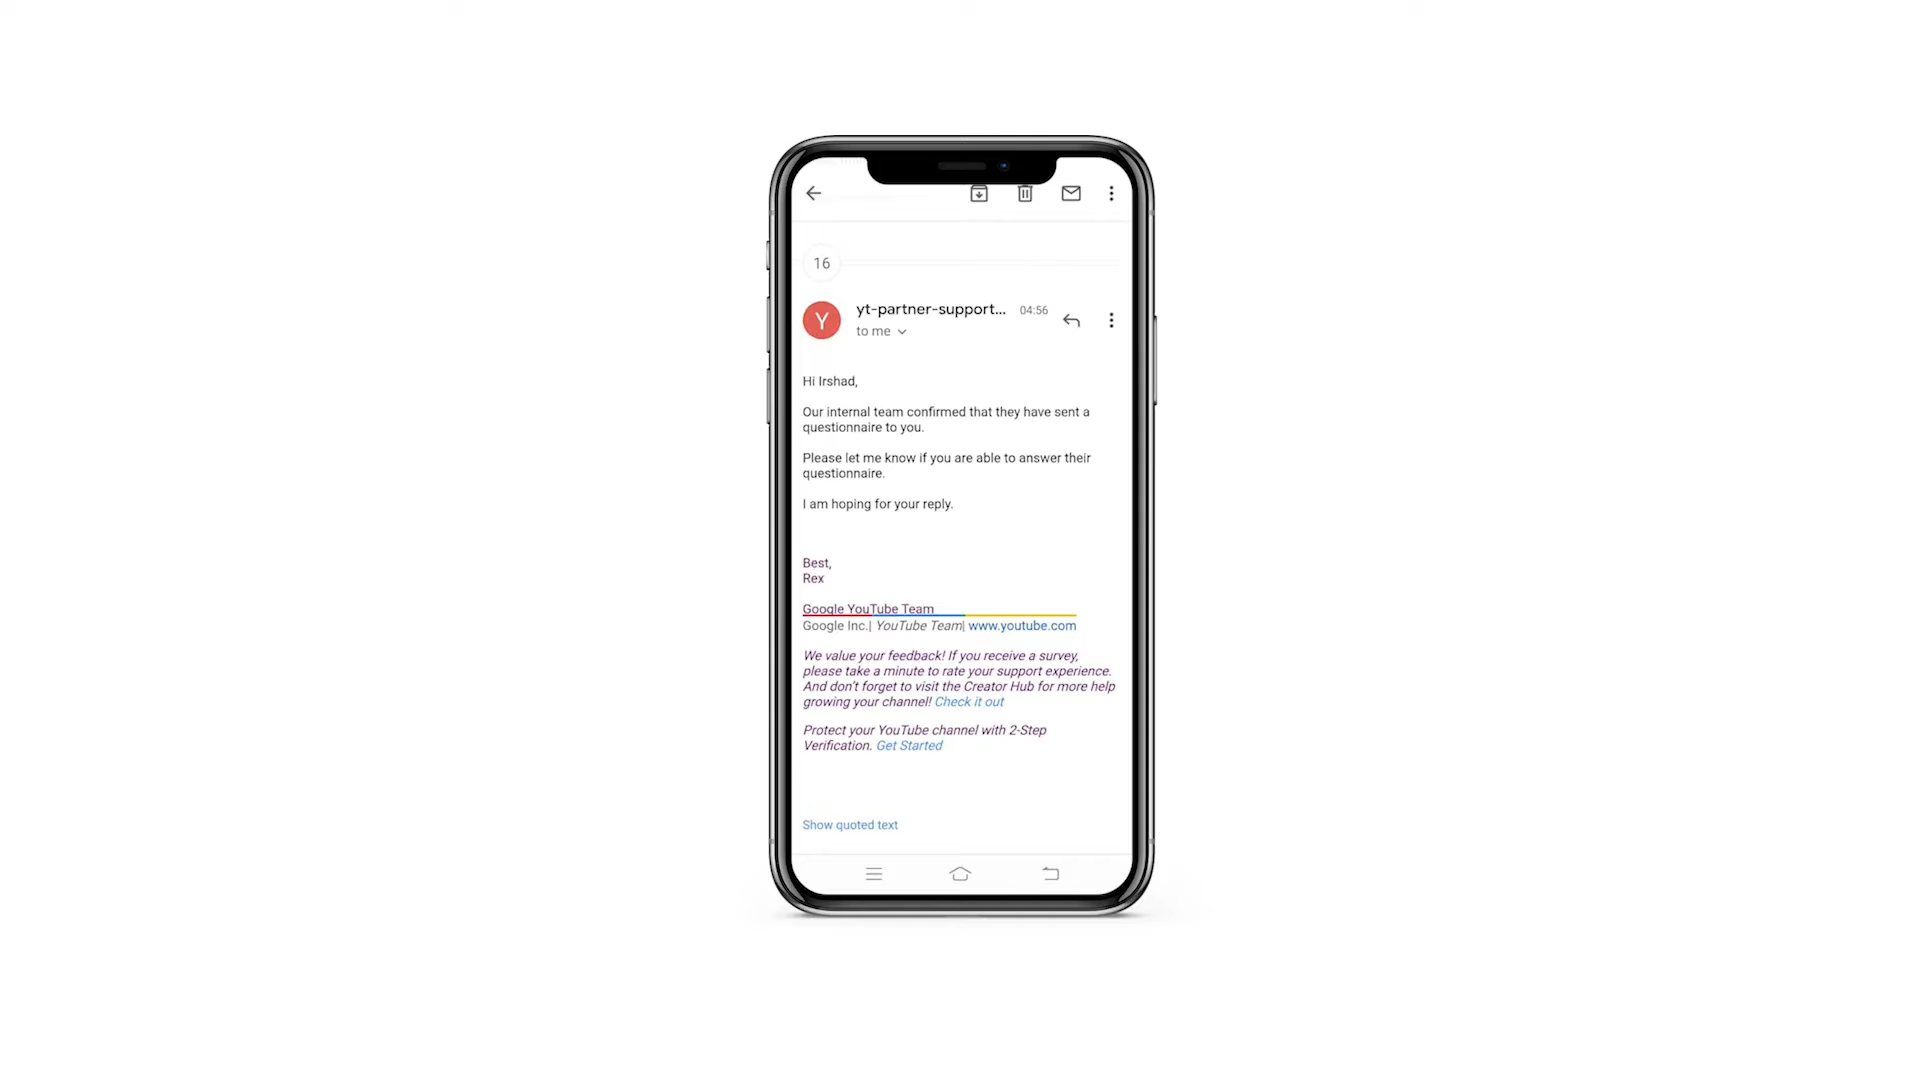 16
yt-partner-support... 04:56
Y
to me
Hi Irshad,
Our internal team confirmed that they have sent a
questionnaire to you.
Please let me know if you are able to answer their
questionnaire.
I am hoping for your reply.
Best,
Rex
Google YouTube Team
Google Inc.| YouTube Team| www.youtube.com
We value your feedback! If you receive a survey,
please take a minute to rate your support experience.
And don't forget to visit the Creator Hub for more help
growing your channel! Check it out
Protect your YouTube channel with 2-Step
Verification. Get Started
Show quoted text